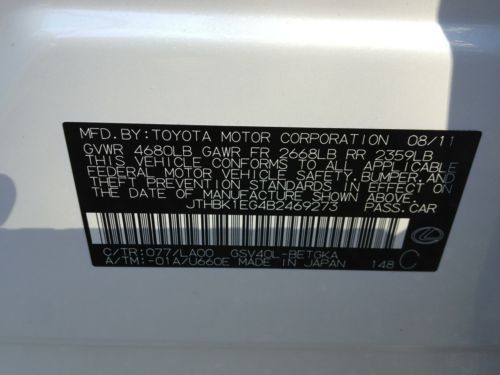 MFD. BY: TOYOTA MOTOR CORPORATION 08/11
GVWR 4680LB GAWR FR 2668LB RR 2359LB
THIS VEHICLE CONFORMS TO ALL APPLICABLE
FEDERAL MOTOR VEHICLE SAFETY, BUMPER, AND
THEFT PREVENTION STANDARDS IN EFFECT ON
THE DATE OF MANUFACTURE SHOWN ABOVE.
JTHBK1EG4B2469273 PASS. CAR
C/TR: 077/LA00 GSV40L-BETGKA
A/TM: -01A/U660E MADE IN JAPAN 148 C